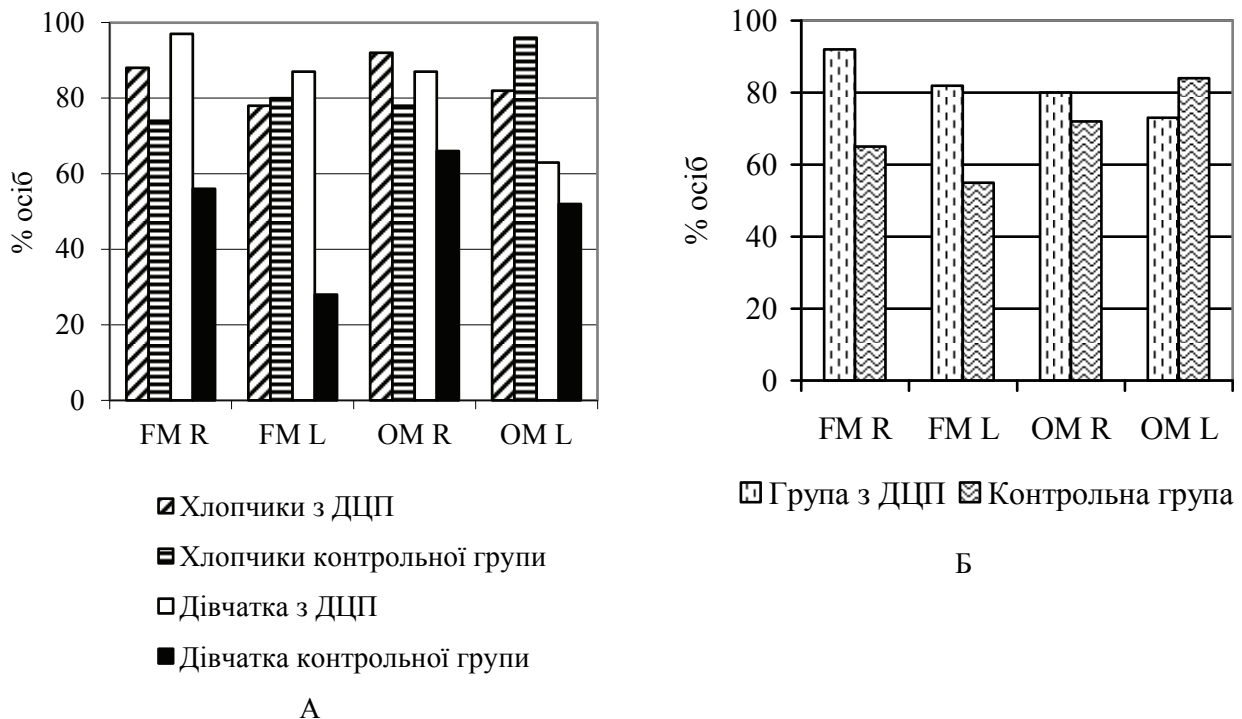 % осіб
100
80
60
40
20
0
FM R FM L OM R OM L
Хлопчики з ДЦП
Хлопчики контрольної групи
Дівчатка з ДЦП
Дівчатка контрольної групи
А
% осіб
100
80
60
40
20
0
FM R FM L OM R OM L
Група з ДЦП Контрольна група
Б